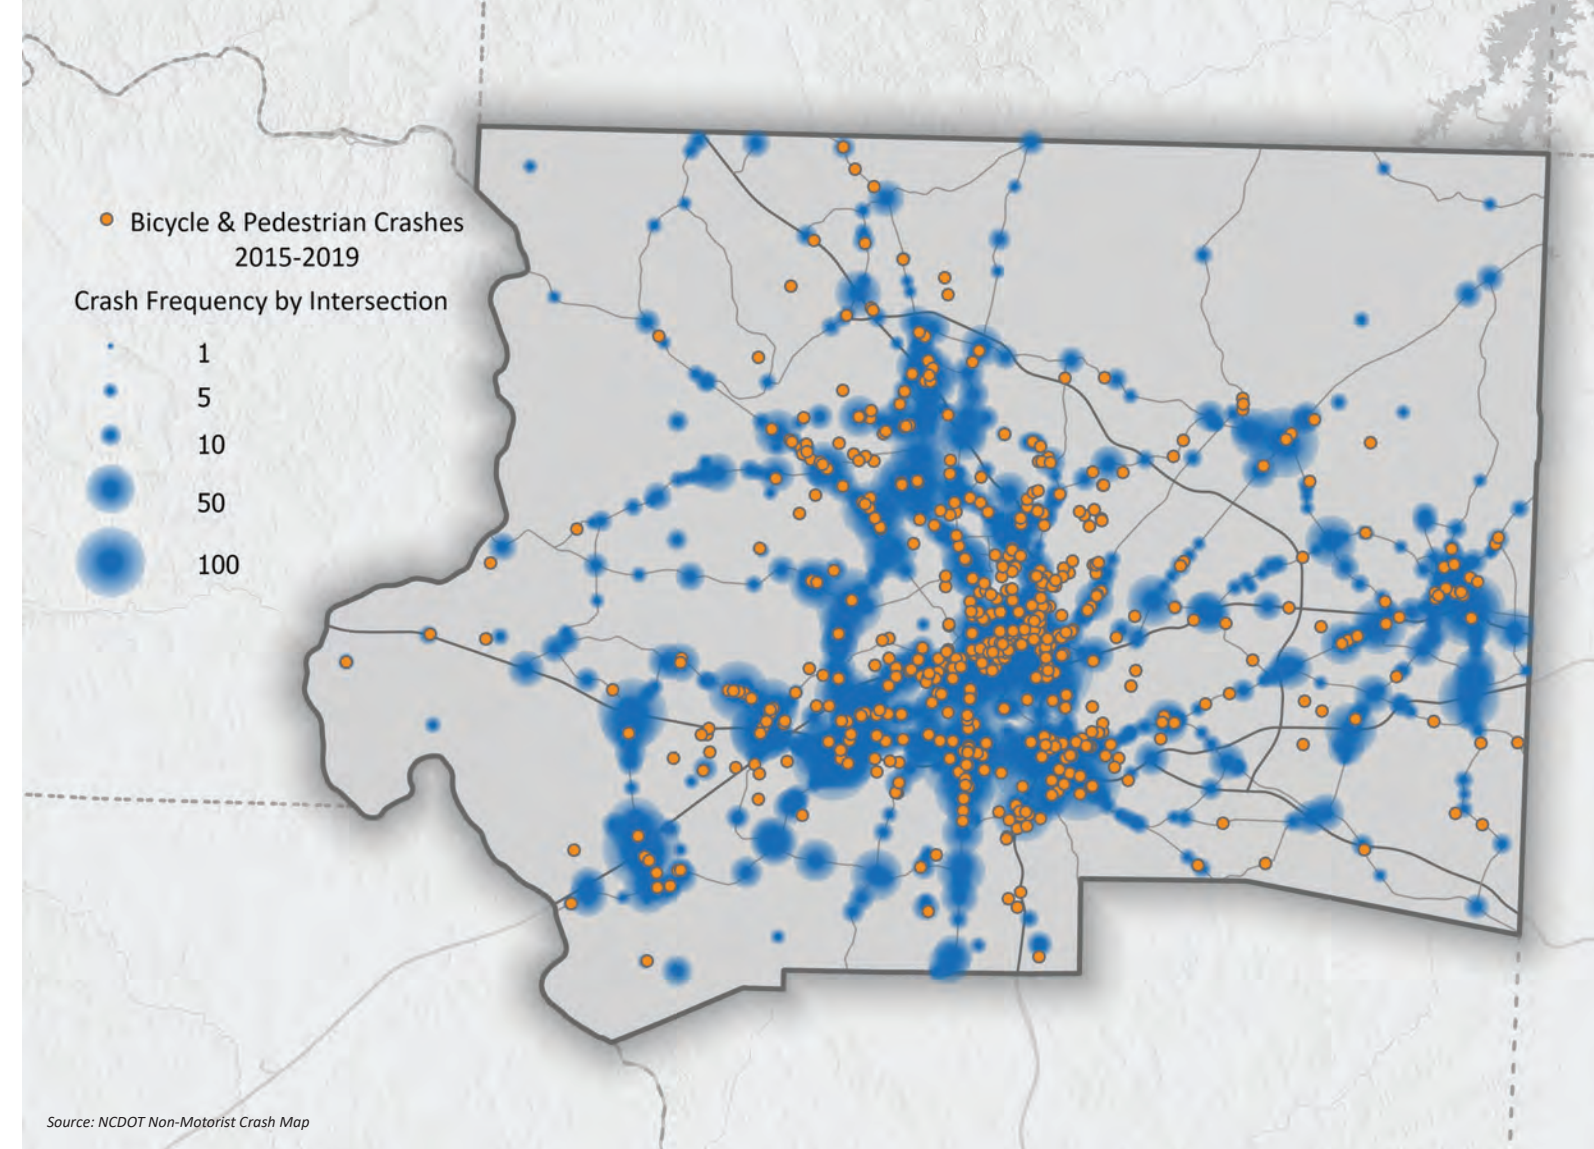 Bicycle & Pedestrian Crashes
2015-2019
Crash Frequency by Intersection
1
5
10
50
100
Source: NCDOT Non-Motorist Crash Map